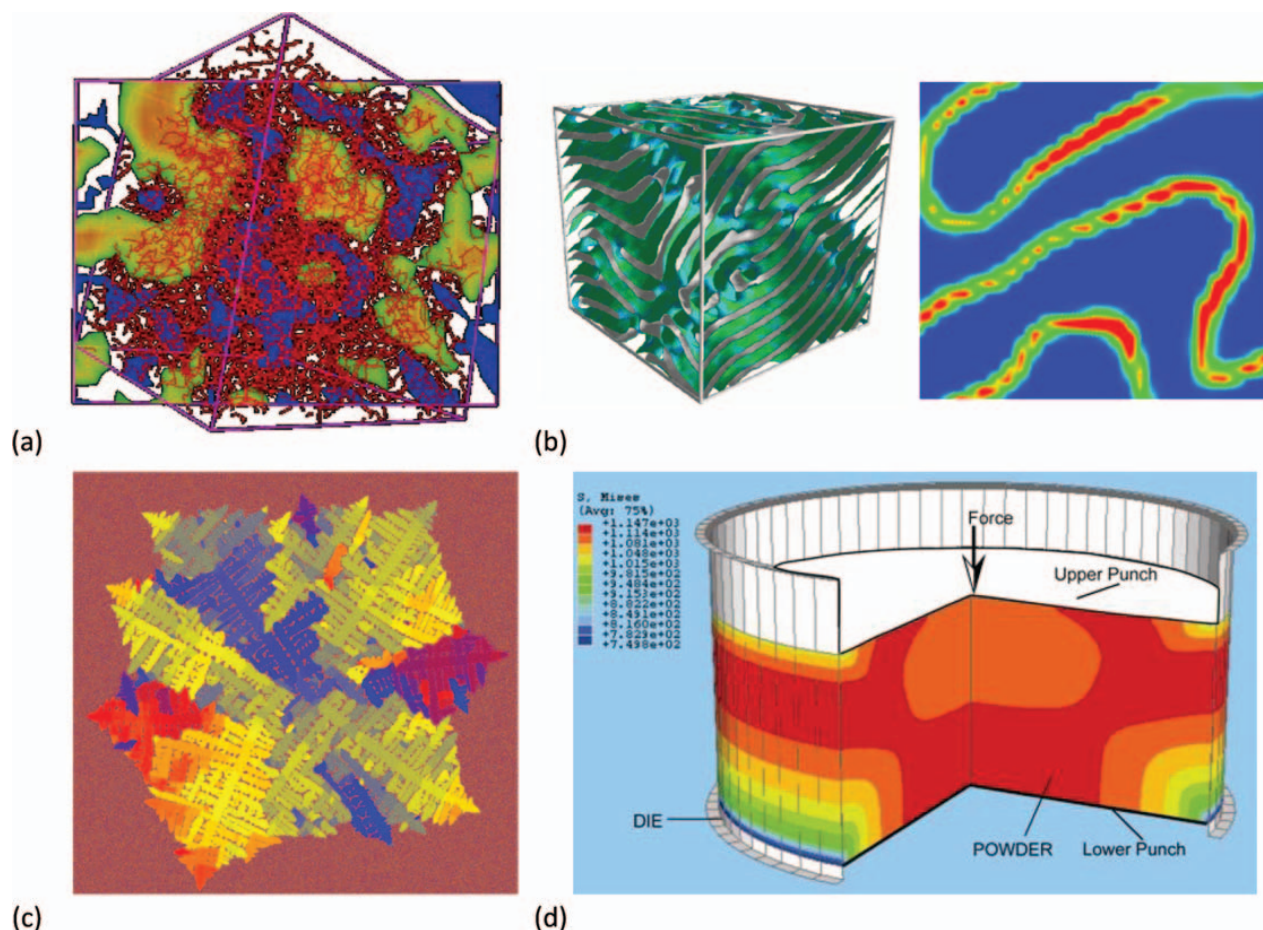 (a)
(b)
S, Mises
(Avg: 75%)
+1.147e+03
+1.114e+03
+1.081e+03
+1.048e+03
+1.015e+03
+9.815e+02
+9.484e+02
+9.153e+02
+8.822e+02
+8.491e+02
+8.160e+02
+7.829e+02
+7.498e+02
Force
Upper Punch
DIE
POWDER
Lower Punch
(c)
(d)